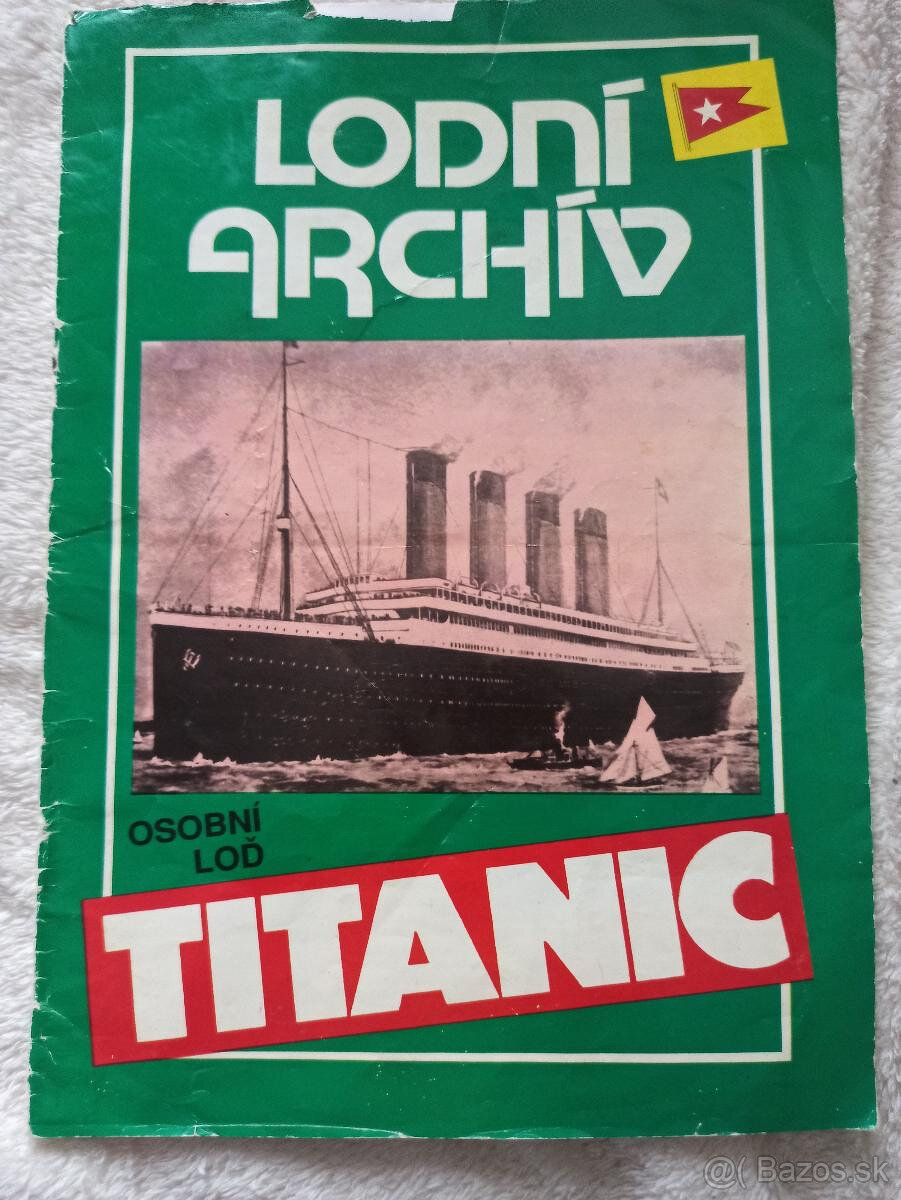 LODNÍ
ARCHÍV
OSOBNÍ
LOĎ
TITANIC
@( Bazos.sk